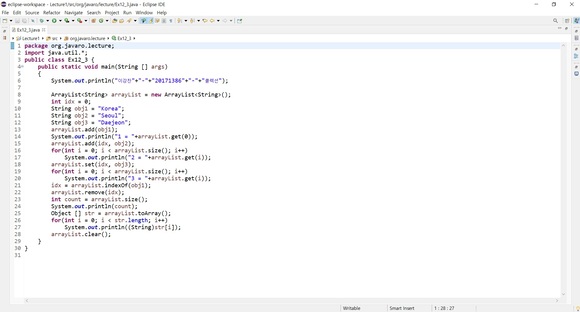 eclipse-workspace - Lecture1/src/org/javaro/lecture/Ex12_3.java - Eclipse IDE
File Edit Source Refactor Navigate Search Project Run Window Help
Ex12_3.java
Lecture1 src org.javaro.lecture Ex12_3
1 package org.javaro.lecture;
2 import java.util.*;
3 public class Ex12_3 {
4 public static void main(String [] args)
5 {
6 System.out.println("-"+"20171386"+"-"+");
7
8 ArrayList<String> arrayList = new ArrayList<String>();
9 int idx = 0;
10 String obj1 = "Korea";
11 String obj2 = "Seoul";
12 String obj3 = "Daejeon";
13 arrayList.add(obj1);
14 System.out.println("1 = "+arrayList.get(0));
15 arrayList.add(idx, obj2);
16 for(int i = 0; i < arrayList.size(); i++)
17 System.out.println("2 = "+arrayList.get(i));
18 arrayList.set(idx, obj3);
19 for(int i = 0; i < arrayList.size(); i++)
20 System.out.println("3 = "+arrayList.get(i));
21 idx = arrayList.indexOf(obj1);
22 arrayList.remove(idx);
23 int count = arrayList.size();
24 System.out.println(count);
25 Object [] str = arrayList.toArray();
26 for(int i = 0; i < str.length; i++)
27 System.out.println((String)str[i]);
28 arrayList.clear();
29 }
30 }
31
Writable Smart Insert 1 : 28 : 27